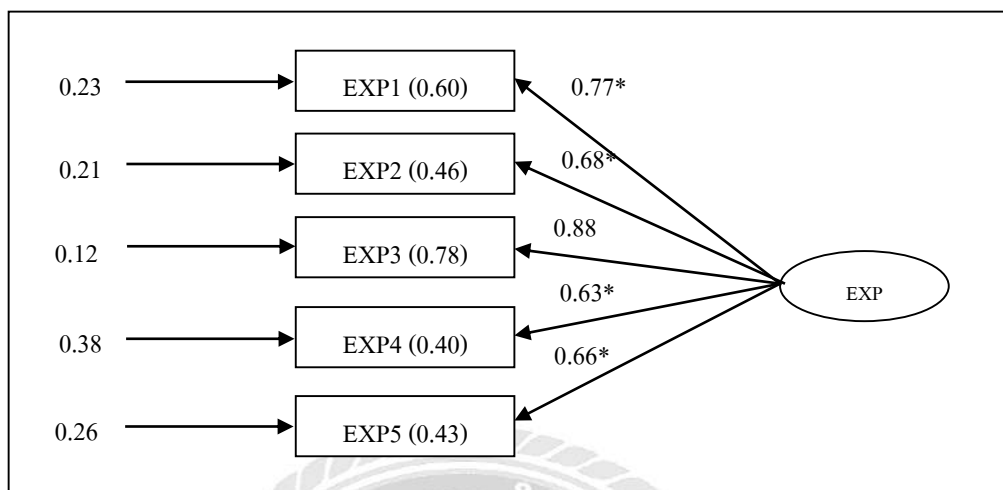 0.23 EXP1 (0.60) 0.77*
0.21 EXP2 (0.46) 0.68*
0.12 EXP3 (0.78) 0.88
EXP
0.38 EXP4 (0.40) 0.63*
0.26 EXP5 (0.43) 0.66*